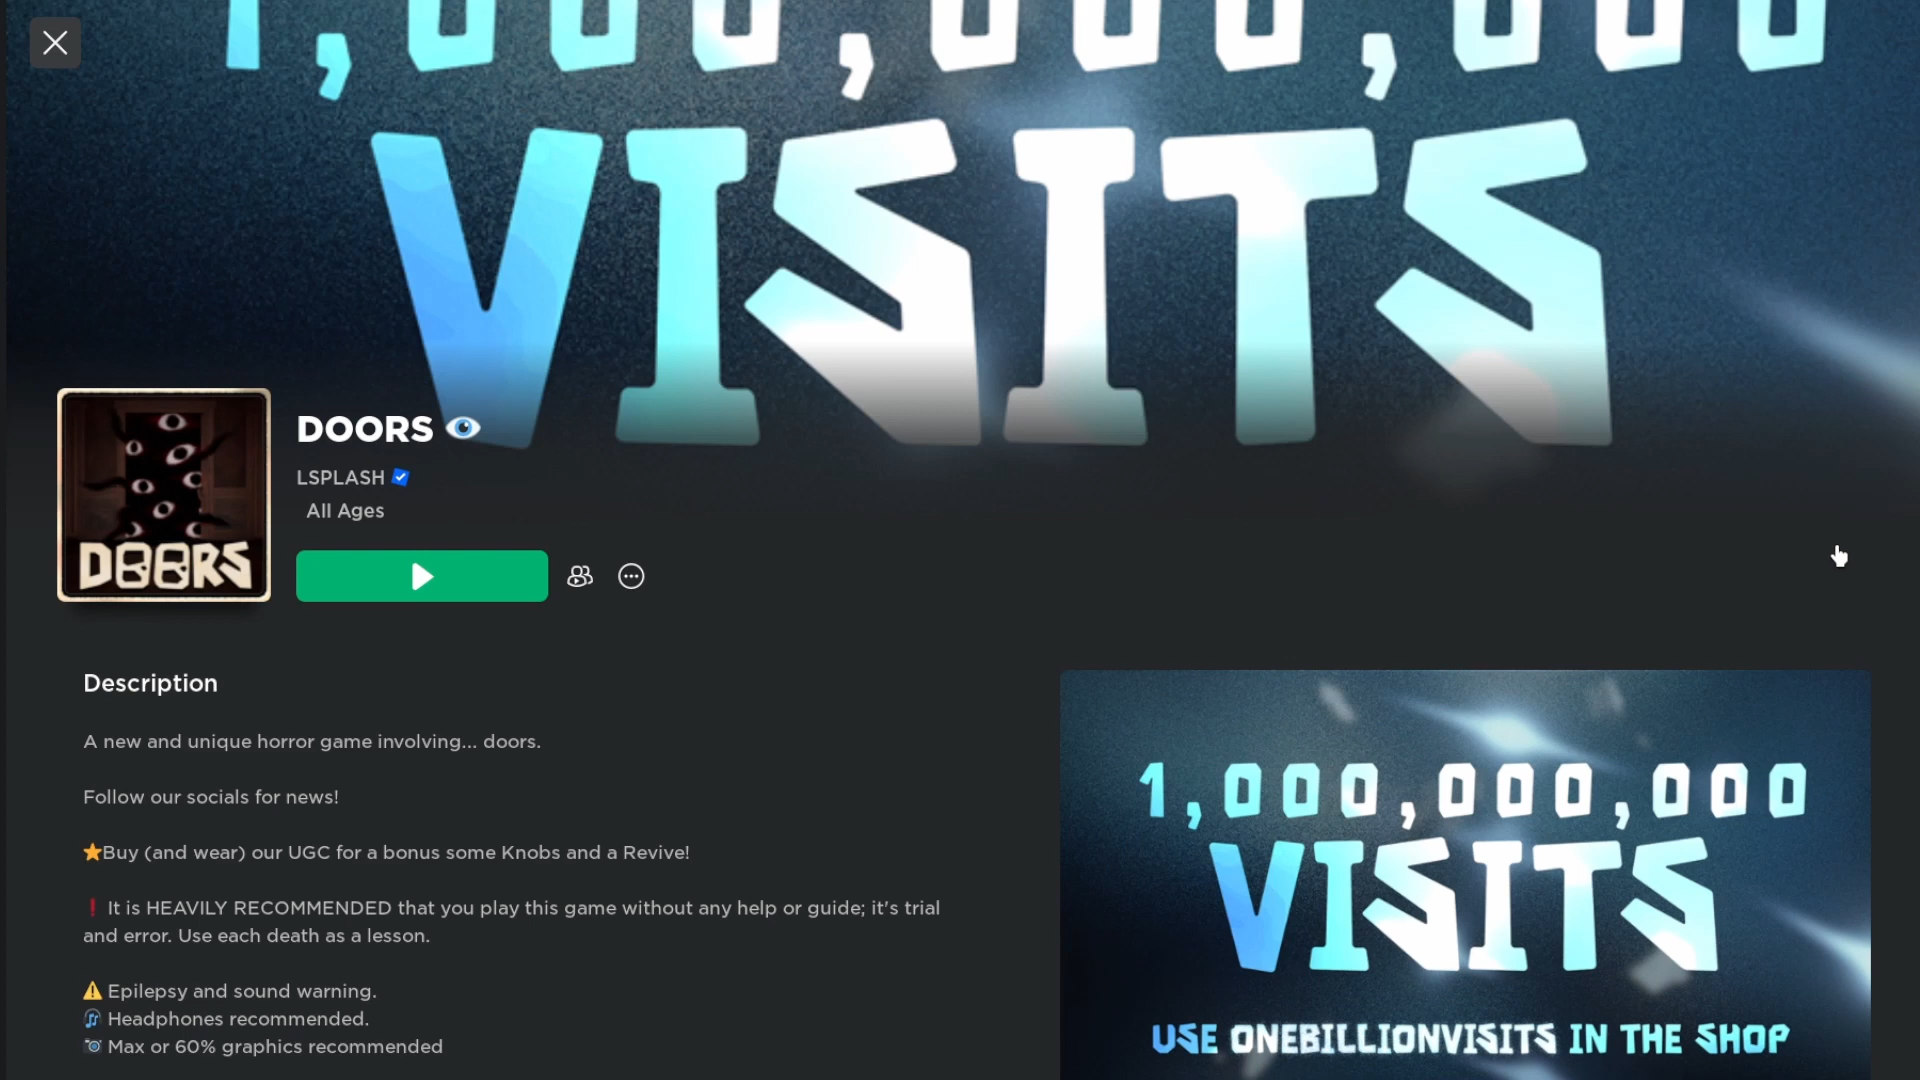 1,000,000,000
VISITS
DOORS
DOORS 👁
LSPLASH
All Ages
Description
A new and unique horror game involving... doors.
Follow our socials for news!
⭐Buy (and wear) our UGC for a bonus some Knobs and a Revive!
❗ It is HEAVILY RECOMMENDED that you play this game without any help or guide; it's trial
and error. Use each death as a lesson.
⚠ Epilepsy and sound warning.
🎧 Headphones recommended.
📷 Max or 60% graphics recommended
1,000,000,000
VISITS
USE ONEBILLIONVISITS IN THE SHOP